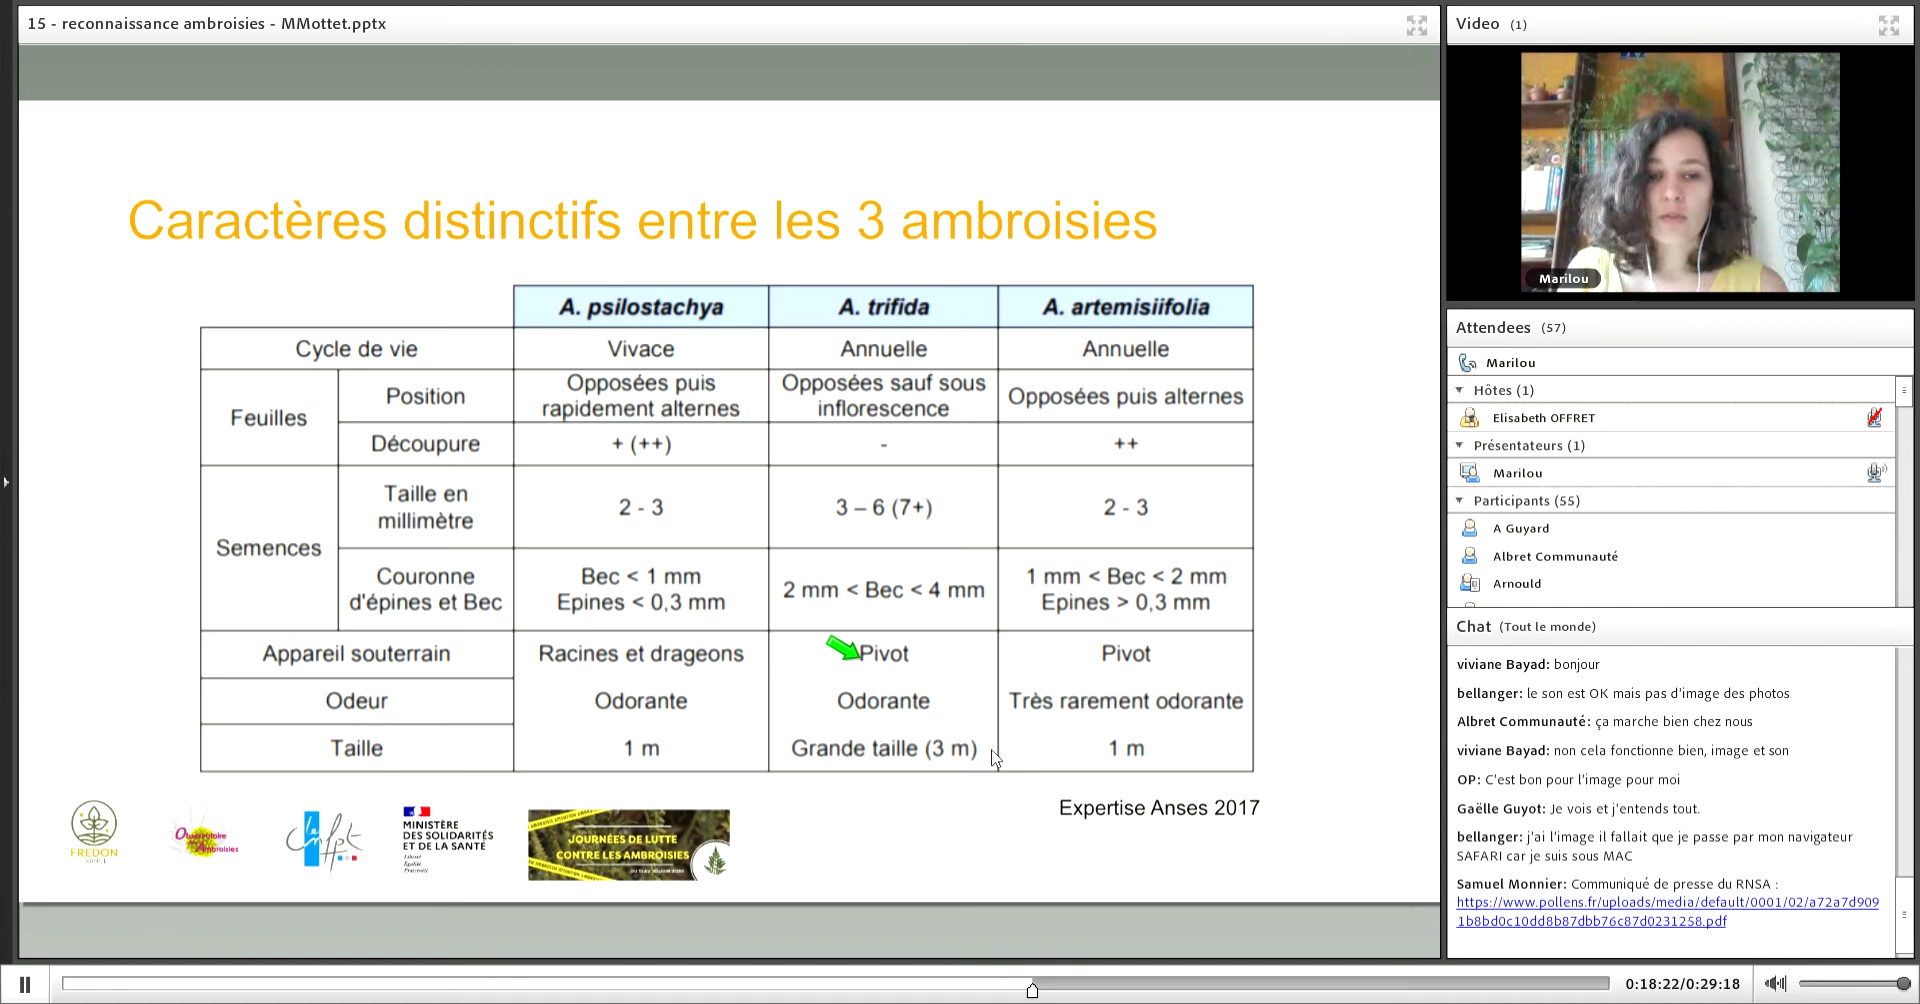 15 - reconnaissance ambroisies - MMottet.pptx
Caractères distinctifs entre les 3 ambroisies
A. psilostachya A. trifida A. artemisiifolia
Cycle de vie Vivace Annuelle Annuelle
Feuilles
Position
Opposées puis
rapidement alternes
Opposées sauf sous
inflorescence
Opposées puis alternes
Découpure + (++) - ++
Semences
Taille en
millimètre
2 - 3
3 – 6 (7+)
2 - 3
Couronne
d'épines et Bec
Bec < 1 mm
Epines < 0,3 mm
2 mm < Bec < 4 mm
1 mm < Bec < 2 mm
Epines > 0,3 mm
Appareil souterrain Racines et drageons Pivot Pivot
Odeur Odorante Odorante Très rarement odorante
Taille 1 m Grande taille (3 m) 1 m
Expertise Anses 2017
FREDON
Observatoire
Ambroisies
cnfpt
MINISTÈRE
DES SOLIDARITÉS
ET DE LA SANTÉ
Liberté
Égalité
Fraternité
JOURNÉES DE LUTTE
CONTRE LES AMBROISIES
Video (1)
Marilou
Attendees (57)
Marilou
Hôtes (1)
Elisabeth OFFRET
Présentateurs (1)
Marilou
Participants (55)
A Guyard
Albret Communauté
Arnould
Chat (Tout le monde)
viviane Bayad: bonjour
bellanger: le son est OK mais pas d'image des photos
Albret Communauté: ça marche bien chez nous
viviane Bayad: non cela fonctionne bien, image et son
OP: C'est bon pour l'image pour moi
Gaëlle Guyot: Je vois et j'entends tout.
bellanger: j'ai l'image il fallait que je passe par mon navigateur
SAFARI car je suis sous MAC
Samuel Monnier: Communiqué de presse du RNSA :
https://www.pollens.fr/uploads/media/default/0001/02/a72a7d909
1b8bd0c10dd8b87dbb76c87d0231258.pdf
0:18:22/0:29:18